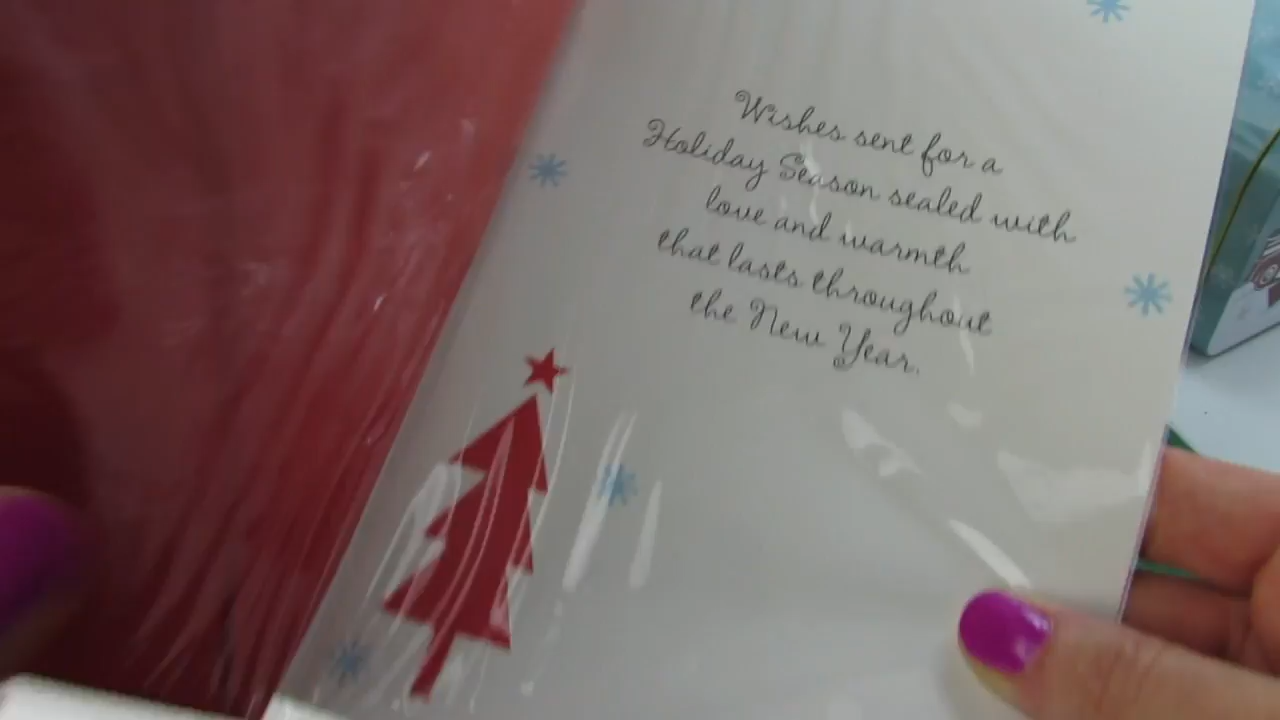 Wishes sent for a
Holiday Season sealed with
love and warmth
that lasts throughout
the New Year.